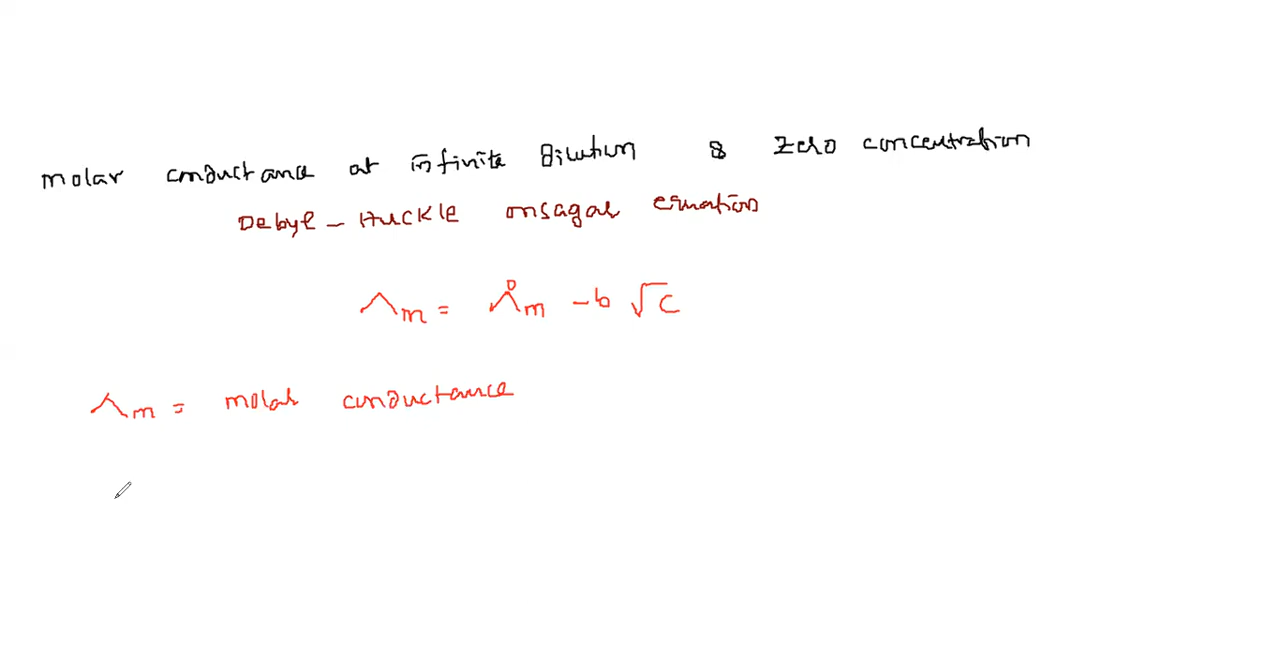 molar conductance at infinite Dilution & zero concentration
Debye - Huckle onsagar equation
Λm = Λ°m - b √c
Λm = molar conductance